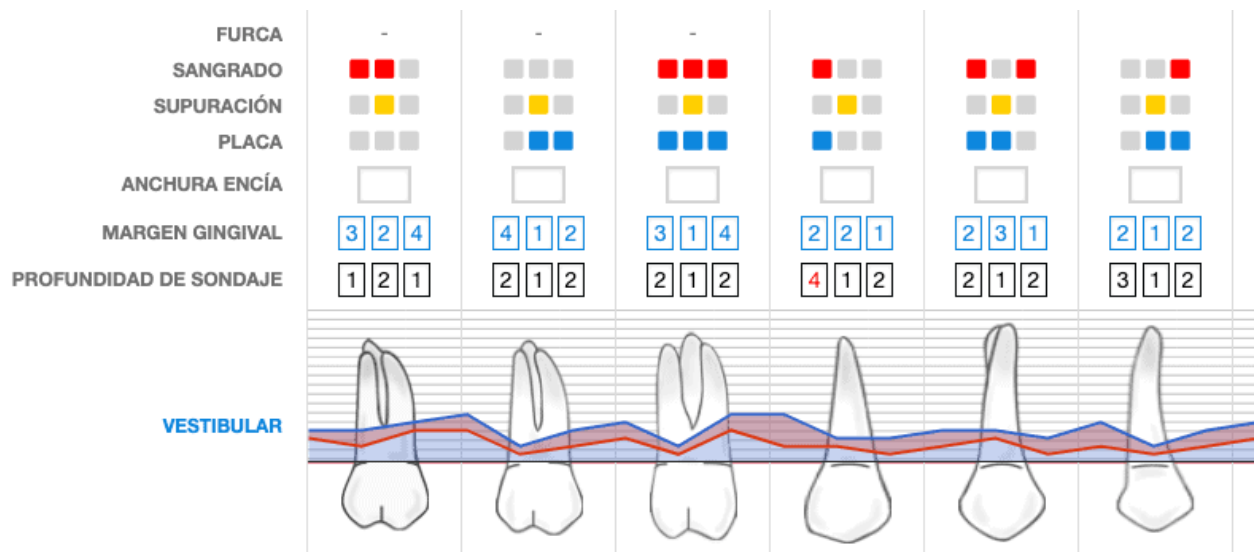 FURCA - - -
SANGRADO
SUPURACIÓN
PLACA
ANCHURA ENCÍA
MARGEN GINGIVAL 3 2 4 4 1 2 3 1 4 2 2 1 2 3 1 2 1 2
PROFUNDIDAD DE SONDAJE 1 2 1 2 1 2 2 1 2 4 1 2 2 1 2 3 1 2
VESTIBULAR